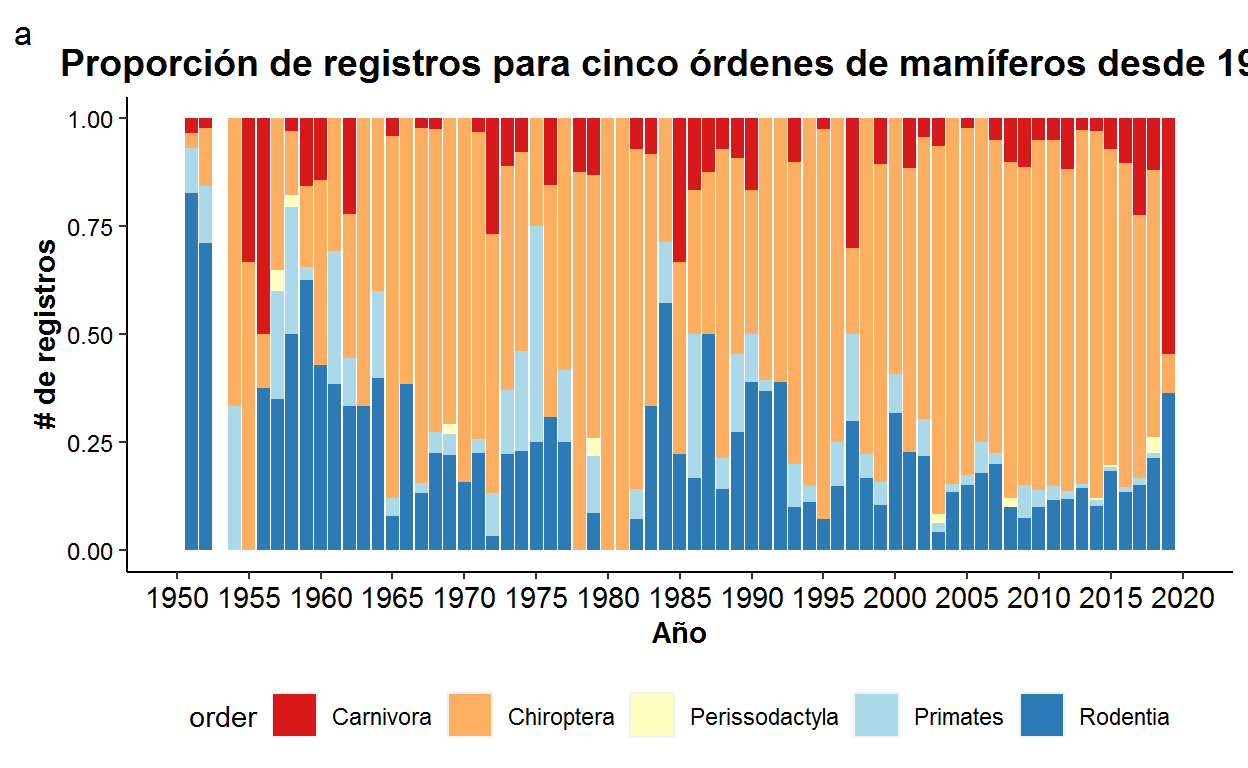 a
Proporción de registros para cinco órdenes de mamíferos desde 19
1.00
0.75
0.50
0.25
0.00
# de registros
1950 1955 1960 1965 1970 1975 1980 1985 1990 1995 2000 2005 2010 2015 2020
Año
order Carnivora Chiroptera Perissodactyla Primates Rodentia